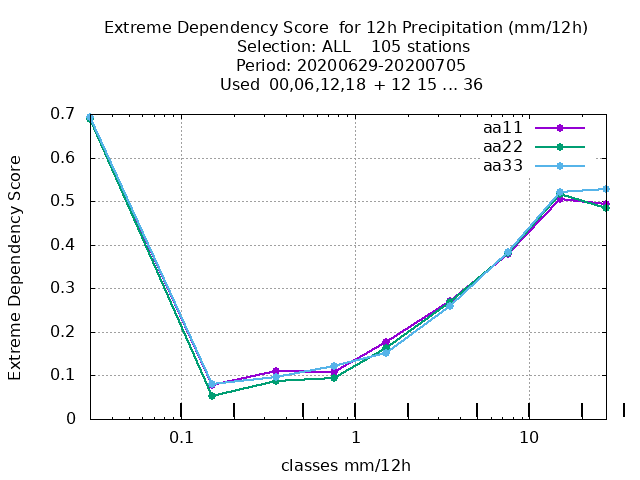 Extreme Dependency Score  for 12h Precipitation (mm/12h)
Selection: ALL    105 stations
Period: 20200629-20200705
Used  00,06,12,18  + 12 15 ... 36
aa11
aa22
aa33
Extreme Dependency Score
0.7
0.6
0.5
0.4
0.3
0.2
0.1
0
0.1
1
10
classes mm/12h